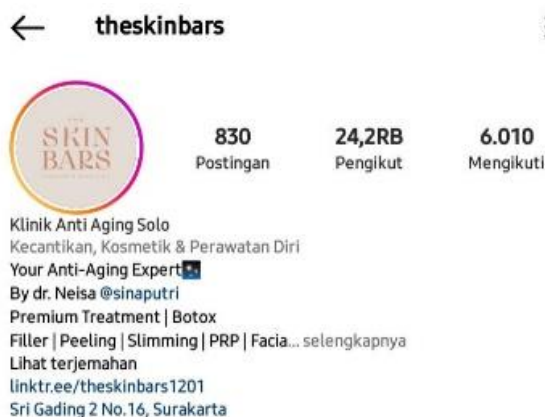 theskinbars
SKIN
BARS
830
Postingan
24,2RB
Pengikut
6.010
Mengikuti
Klinik Anti Aging Solo
Kecantikan, Kosmetik & Perawatan Diri
Your Anti-Aging Expert
By dr. Neisa @sinaputri
Premium Treatment | Botox
Filler | Peeling | Slimming | PRP | Facia... selengkapnya
Lihat terjemahan
linktr.ee/theskinbars1201
Sri Gading 2 No.16, Surakarta